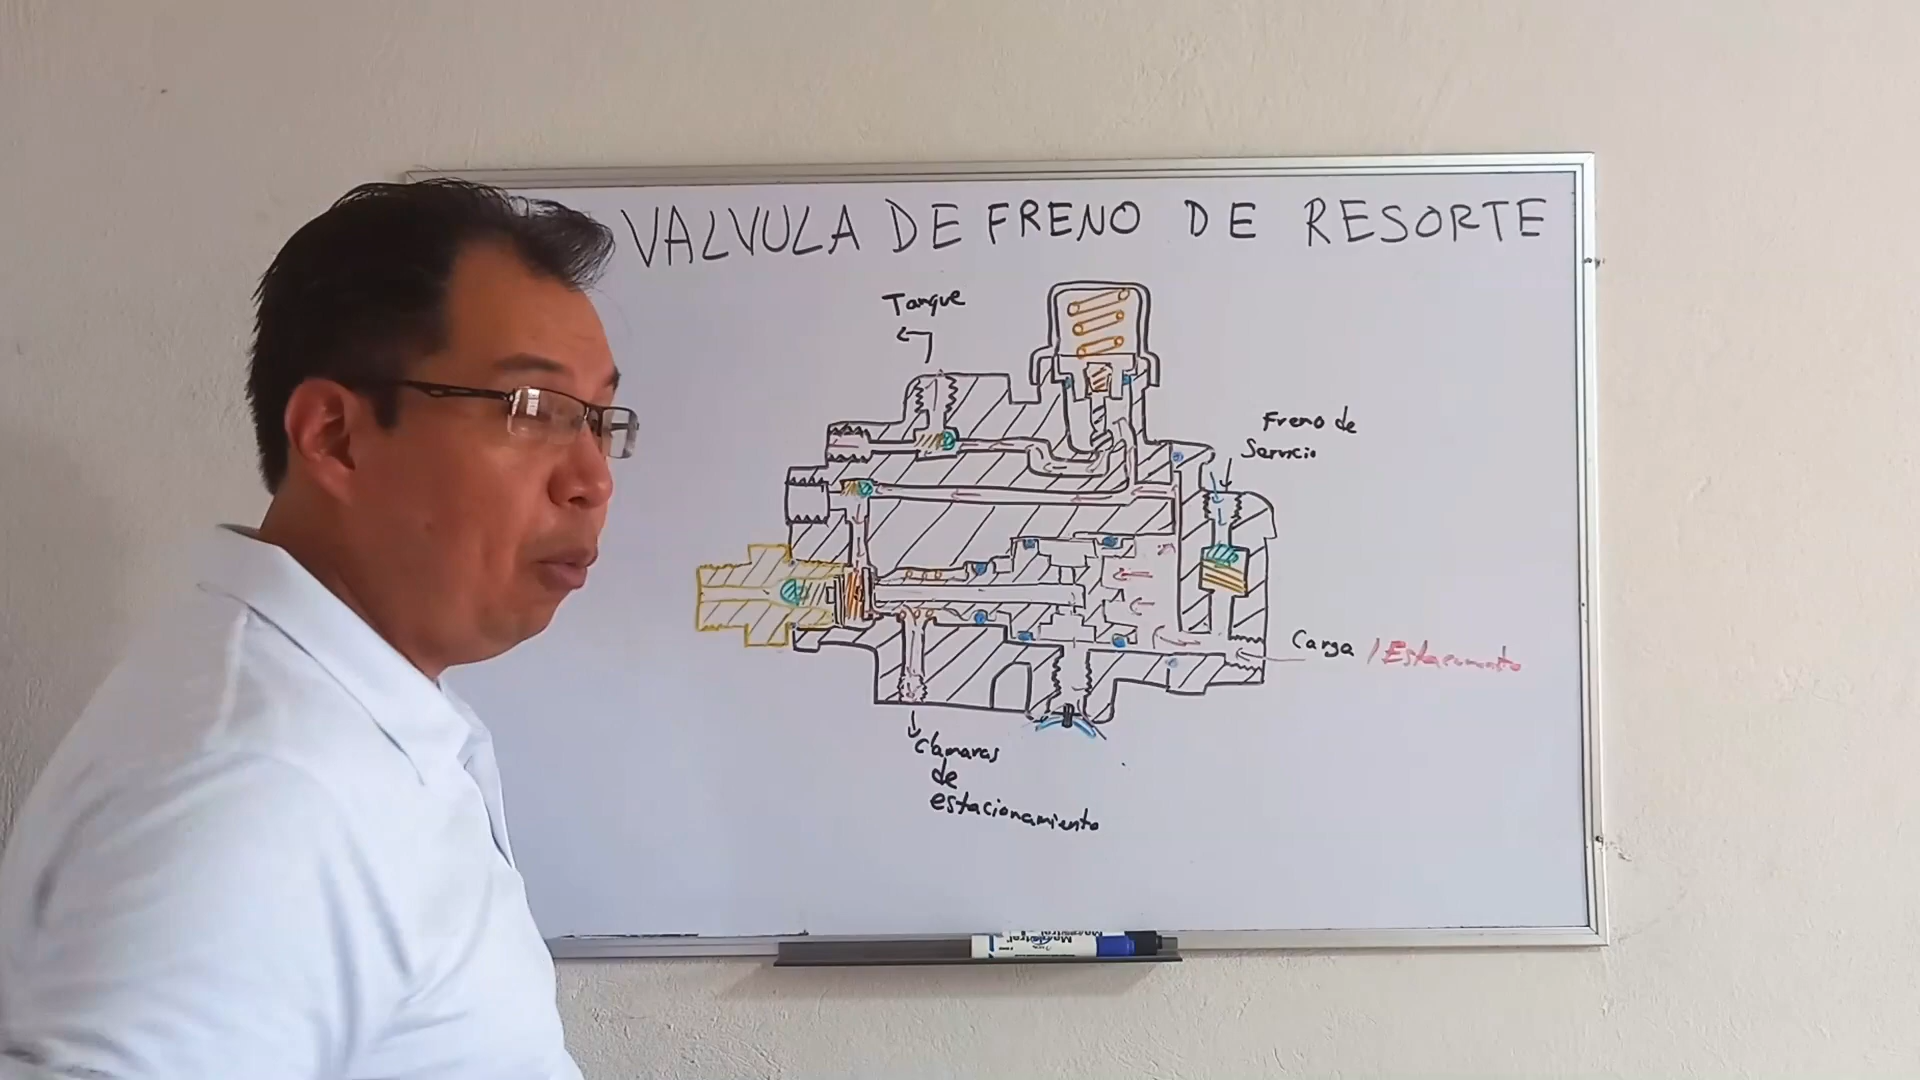 VALVULA DE FRENO DE RESORTE
Tanque
Freno de
Servicio
Carga / Estacionamiento
Cámaras
de
estacionamiento